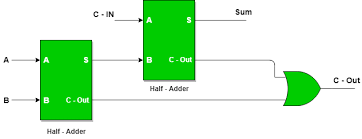 C - IN
A
S
Sum
B
C - Out
Half - Adder
A
A
S
B
B
C - Out
Half - Adder
C - Out